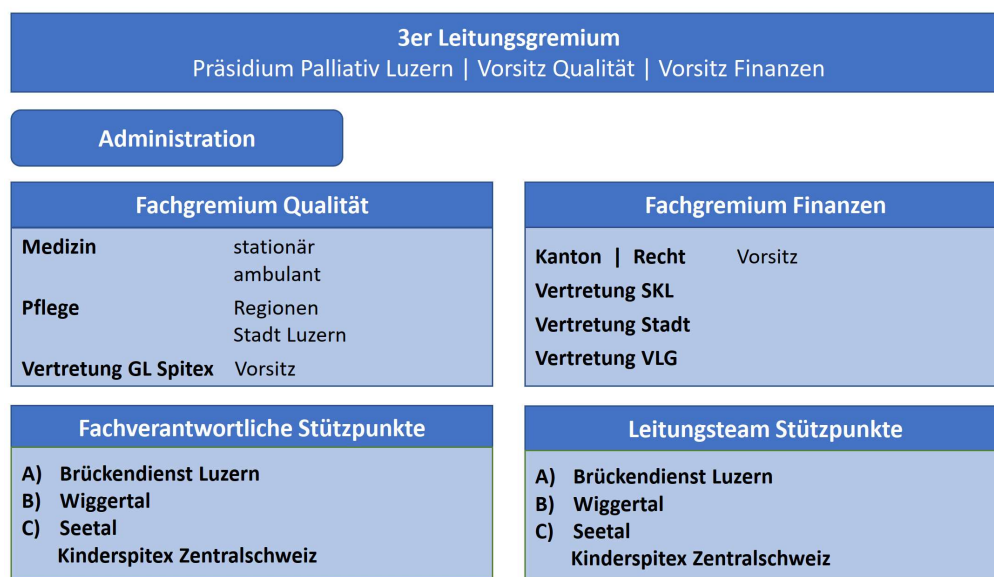 3er Leitungsgremium
Präsidium Palliativ Luzern | Vorsitz Qualität | Vorsitz Finanzen
Administration
Fachgremium Qualität
Medizin stationär
ambulant
Pflege Regionen
Stadt Luzern
Vertretung GL Spitex Vorsitz
Fachgremium Finanzen
Kanton | Recht Vorsitz
Vertretung SKL
Vertretung Stadt
Vertretung VLG
Fachverantwortliche Stützpunkte
A) Brückendienst Luzern
B) Wiggertal
C) Seetal
Kinderspitex Zentralschweiz
Leitungsteam Stützpunkte
A) Brückendienst Luzern
B) Wiggertal
C) Seetal
Kinderspitex Zentralschweiz